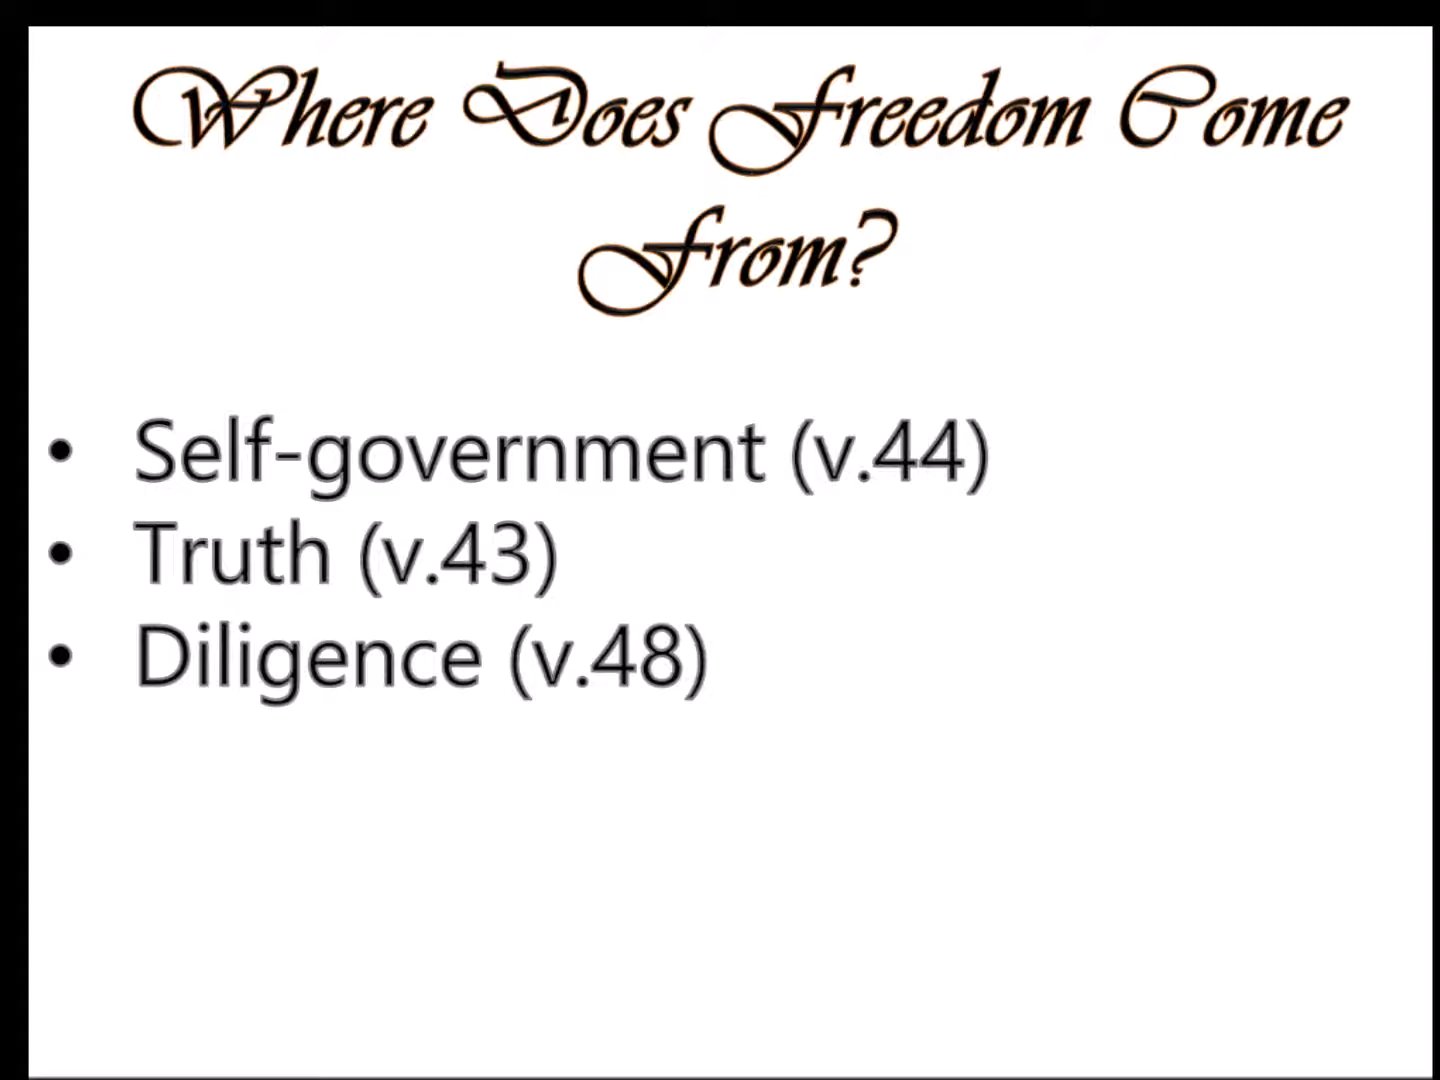 Where Does Freedom Come
From?
• Self-government (v.44)
• Truth (v.43)
• Diligence (v.48)